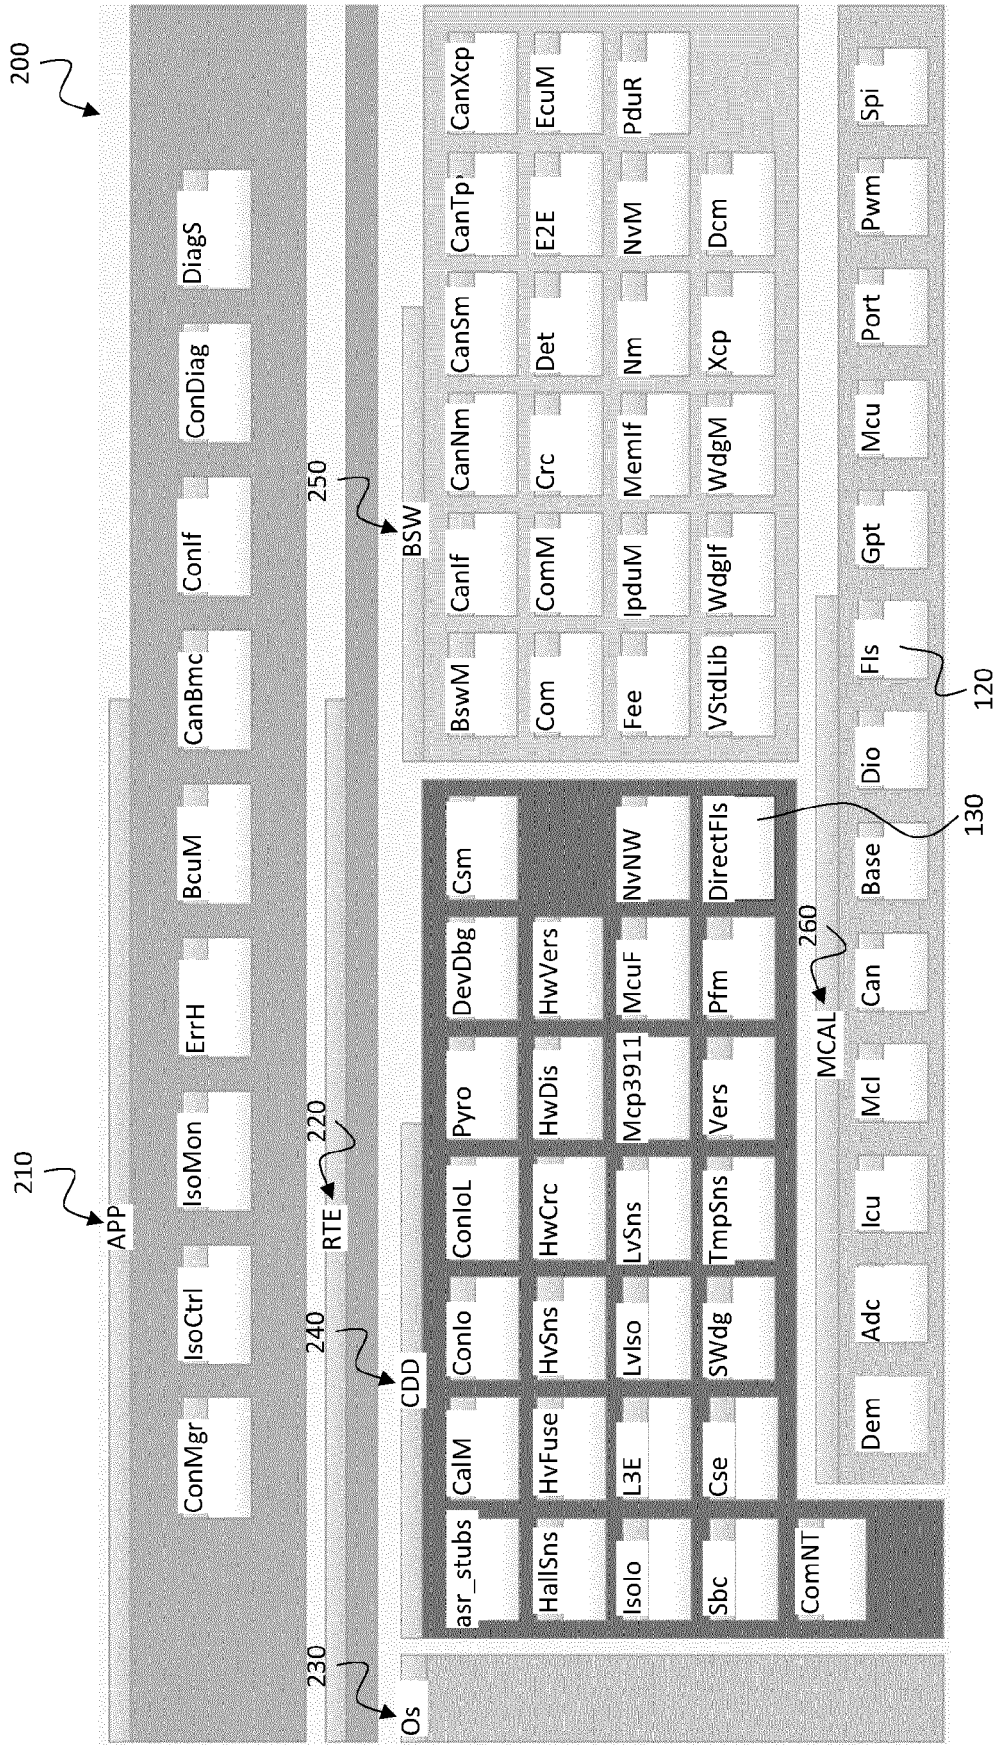 200
210
APP
ConMgr
IsoCtrl
IsoMon
ErrH
BcuM
CanBmc
ConIf
ConDiag
DiagS
220
RTE
230
Os
240
CDD
asr_stubs
CalM
ConIo
ConIoL
Pyro
DevDbg
Csm
HallSns
HvFuse
HvSns
HwCrc
HwDis
HwVers
IsoIo
L3E
LvIso
LvSns
Mcp3911
McuF
NvNW
Sbc
Cse
SWdg
TmpSns
Vers
Pfm
DirectFls
ComNT
130
250
BSW
BswM
CanIf
CanNm
CanSm
CanTp
CanXcp
Com
ComM
Crc
Det
E2E
EcuM
Fee
IpduM
MemIf
Nm
NvM
PduR
VStdLib
WdgIf
WdgM
Xcp
Dcm
260
MCAL
Dem
Adc
Icu
Mcl
Can
Base
Dio
Fls
Gpt
Mcu
Port
Pwm
Spi
120